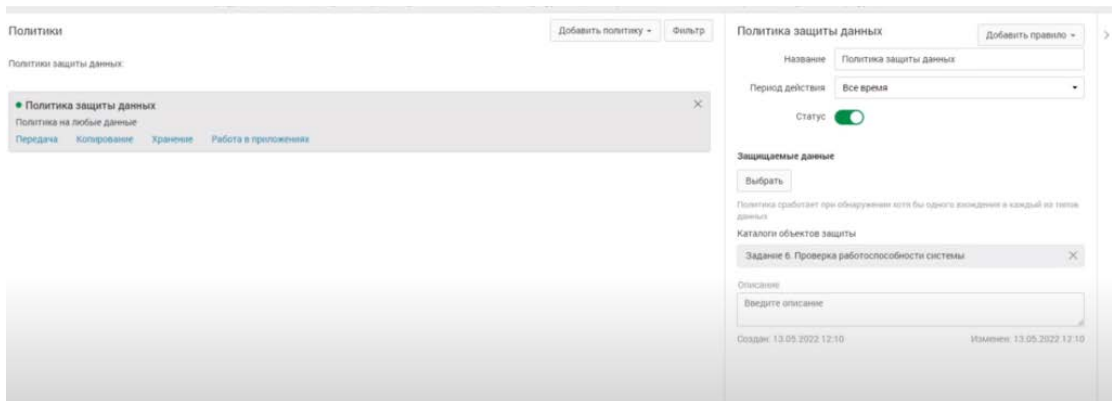 Политики
Добавить политику
Фильтр
Политики защиты данных:
Политика защиты данных
Политика на любые данные
Передача Копирование Хранение Работа в приложениях
Политика защиты данных
Добавить правило
Название Политика защиты данных
Период действия Все время
Статус
Защищаемые данные
Выбрать
Политика сработает при обнаружении хотя бы одного вхождения в каждый из типов
данных
Каталоги объектов защиты
Задание 6. Проверка работоспособности системы
Описание
Введите описание
Создан: 13.05.2022 12:10 Изменен: 13.05.2022 12:10